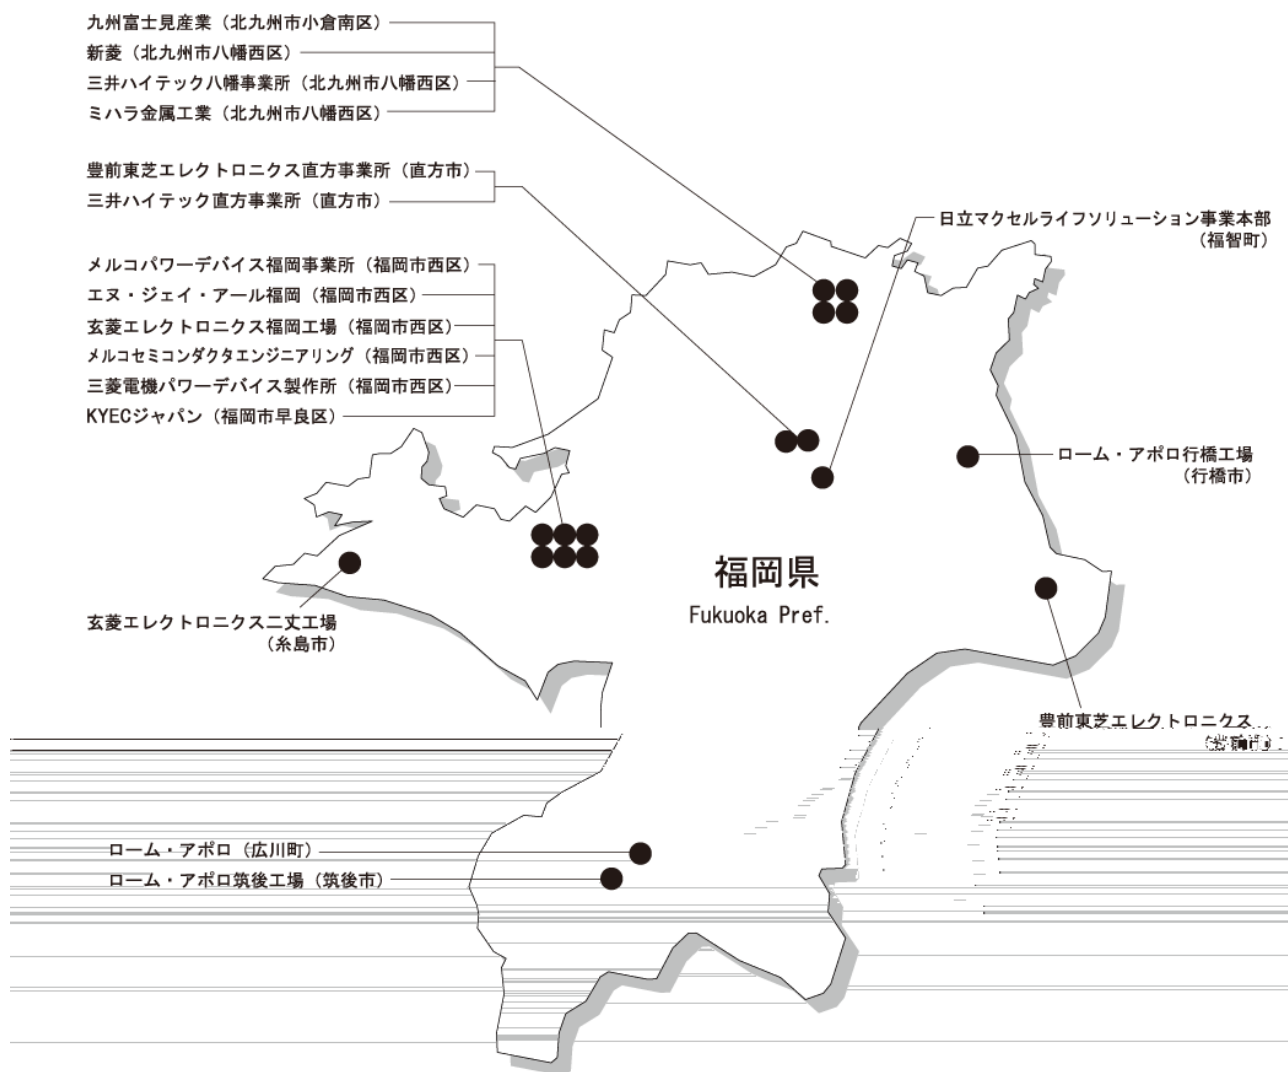 九州富士見産業（北九州市小倉南区）
新菱（北九州市八幡西区）
三井ハイテック八幡事業所（北九州市八幡西区）
ミハラ金属工業（北九州市八幡西区）
豊前東芝エレクトロニクス直方事業所（直方市）
三井ハイテック直方事業所（直方市）
日立マクセルライフソリューション事業本部
（福智町）
メルコパワーデバイス福岡事業所（福岡市西区）
エヌ・ジェイ・アール福岡（福岡市西区）
玄菱エレクトロニクス福岡工場（福岡市西区）
メルコセミコンダクタエンジニアリング（福岡市西区）
三菱電機パワーデバイス製作所（福岡市西区）
KYECジャパン（福岡市早良区）
ローム・アポロ行橋工場
（行橋市）
福岡県
Fukuoka Pref.
玄菱エレクトロニクス二丈工場
（糸島市）
豊前東芝エレクトロニクス
ローム・アポロ（広川町）
ローム・アポロ筑後工場（筑後市）